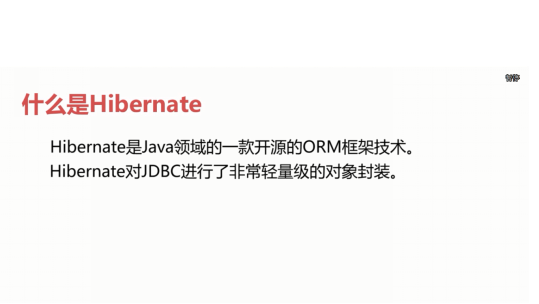 什么是Hibernate
Hibernate是Java领域的一款开源的ORM框架技术。
Hibernate对JDBC进行了非常轻量级的对象封装。